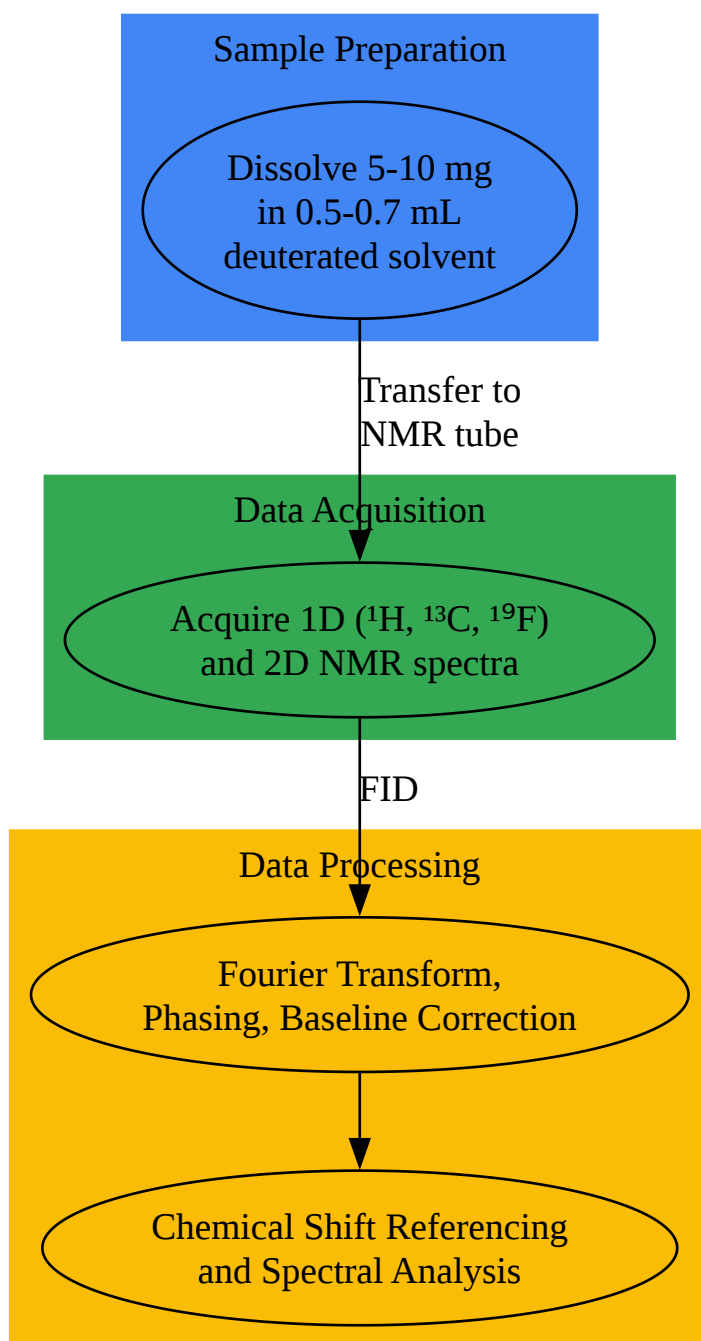 Sample Preparation
Dissolve 5-10 mg
in 0.5-0.7 mL
deuterated solvent
Transfer to
NMR tube
Data Acquisition
Acquire 1D (¹H, ¹³C, ¹⁹F)
and 2D NMR spectra
FID
Data Processing
Fourier Transform,
Phasing, Baseline Correction
Chemical Shift Referencing
and Spectral Analysis